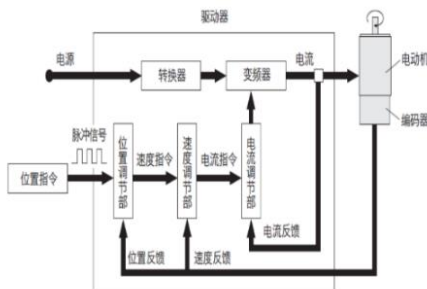 驱动器
电源
转换器
变频器
电流
电动机
编码器
脉冲信号
位置指令
位置调节部
速度指令
速度调节部
电流指令
电流调节部
电流反馈
位置反馈
速度反馈